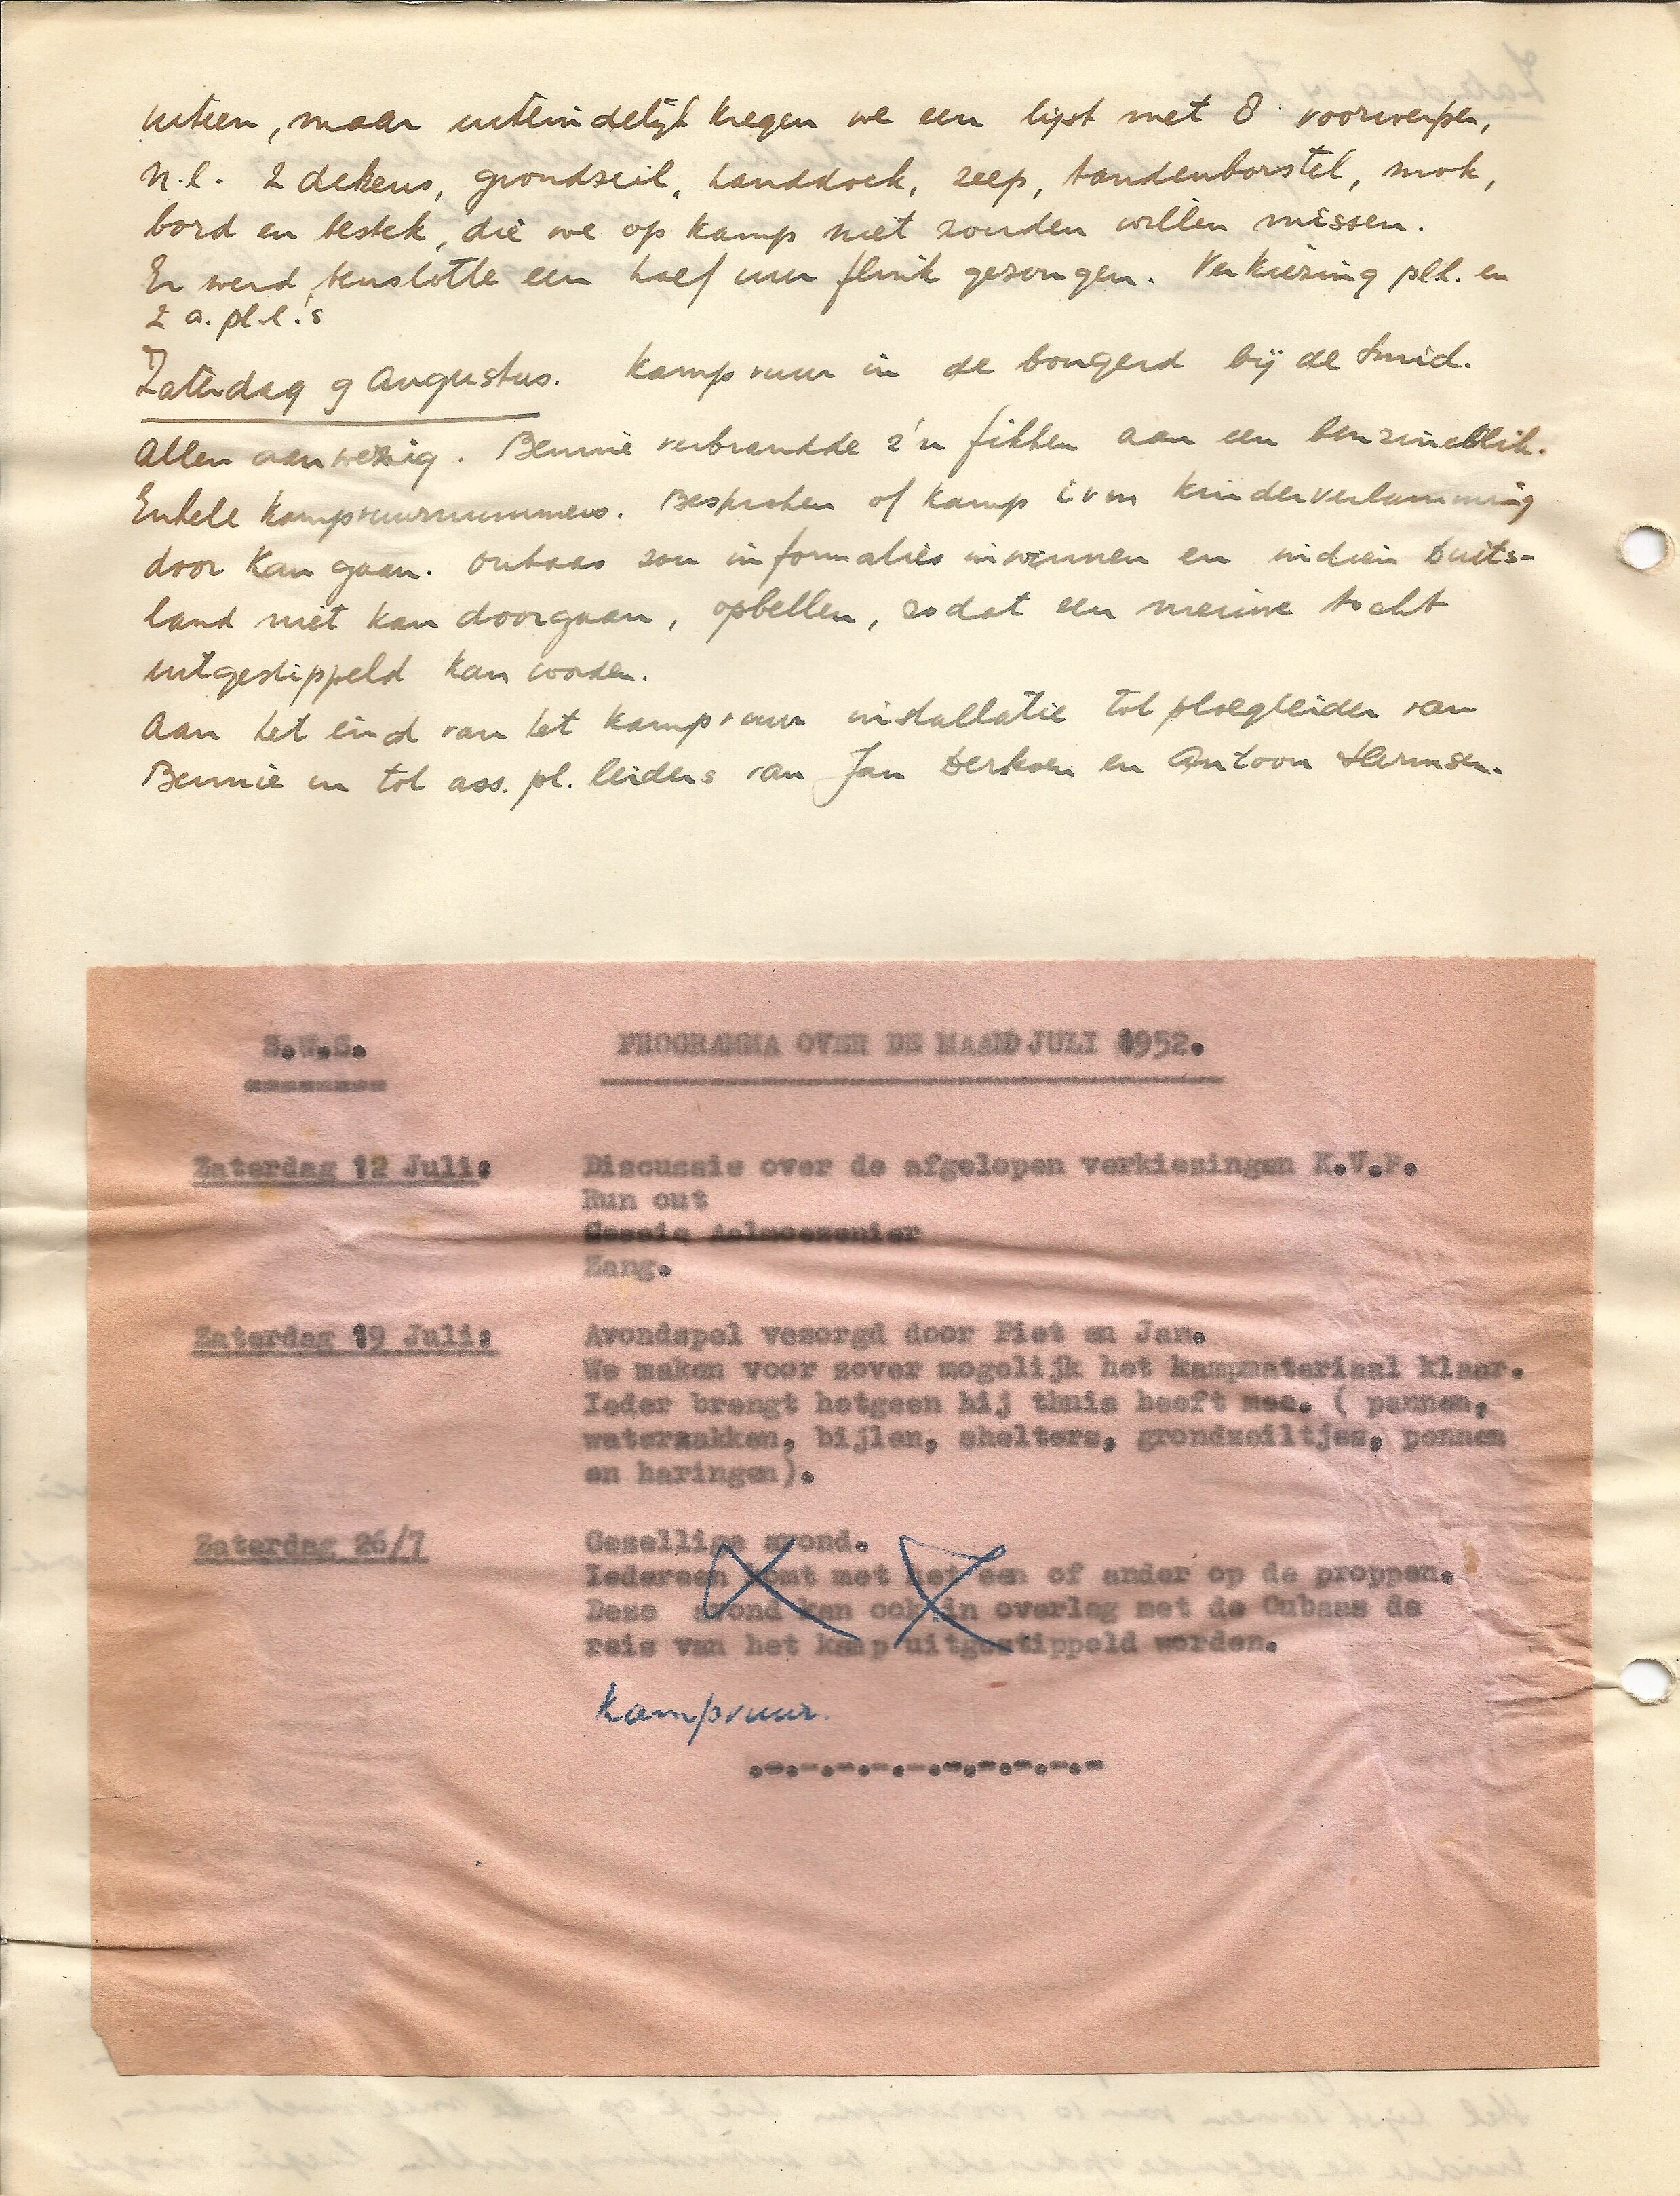 uiteen, maar uiteindelijk kregen we een lijst met 8 voorwerpen,
n.l. 2 dekens, grondzeil, handdoek, zeep, tandenborstel, mok,
bord en bestek, die we op kamp niet zouden willen missen.
Er werd tenslotte een half uur flink gezongen. Verkiezing pl.l. en
2 a. pl.l.'s
Zaterdag 9 Augustus. Kampvuur in de bongerd bij de Smid.
Allen aanwezig. Bennie verbrandde z'n fikken aan een benzineblik.
Enkele kampvuurnummers. Besproken of kamp ivm kinderverlamming
door kan gaan. Oubaas zou informaties inwinnen en indien Duits-
land niet kan doorgaan, opbellen, zodat een nieuwe tocht
uitgestippeld kan worden.
Aan het eind van het kampvuur installatie tot ploegleider van
Bennie en tot ass. pl. leiders van Jan Derksen en Antoon Hermsen.
S.W.S. PROGRAMMA OVER DE MAAND JULI 1952.
Zaterdag 12 Juli: Discussie over de afgelopen verkiezingen K.V.P.
Run out
Sessie Aalmoezenier
Zang.
Zaterdag 19 Juli: Avondspel vezorgd door Piet en Jan.
We maken voor zover mogelijk het kampmateriaal klaar.
Ieder brengt hetgeen hij thuis heeft mee. ( pannen,
waterzakken, bijlen, shelters, grondzeiltjes, pannen
en haringen).
Zaterdag 26/7 Gezellige avond.
Iedereen komt met het een of ander op de proppen.
Deze avond kan ook in overleg met de Oubaas de
reis van het kamp uitgestippeld worden.
kampvuur.